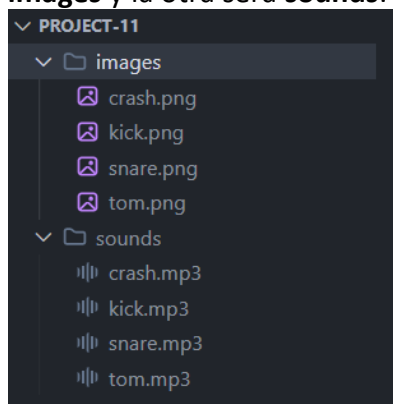 images y la otra será sounds.
PROJECT-11
images
crash.png
kick.png
snare.png
tom.png
sounds
crash.mp3
kick.mp3
snare.mp3
tom.mp3